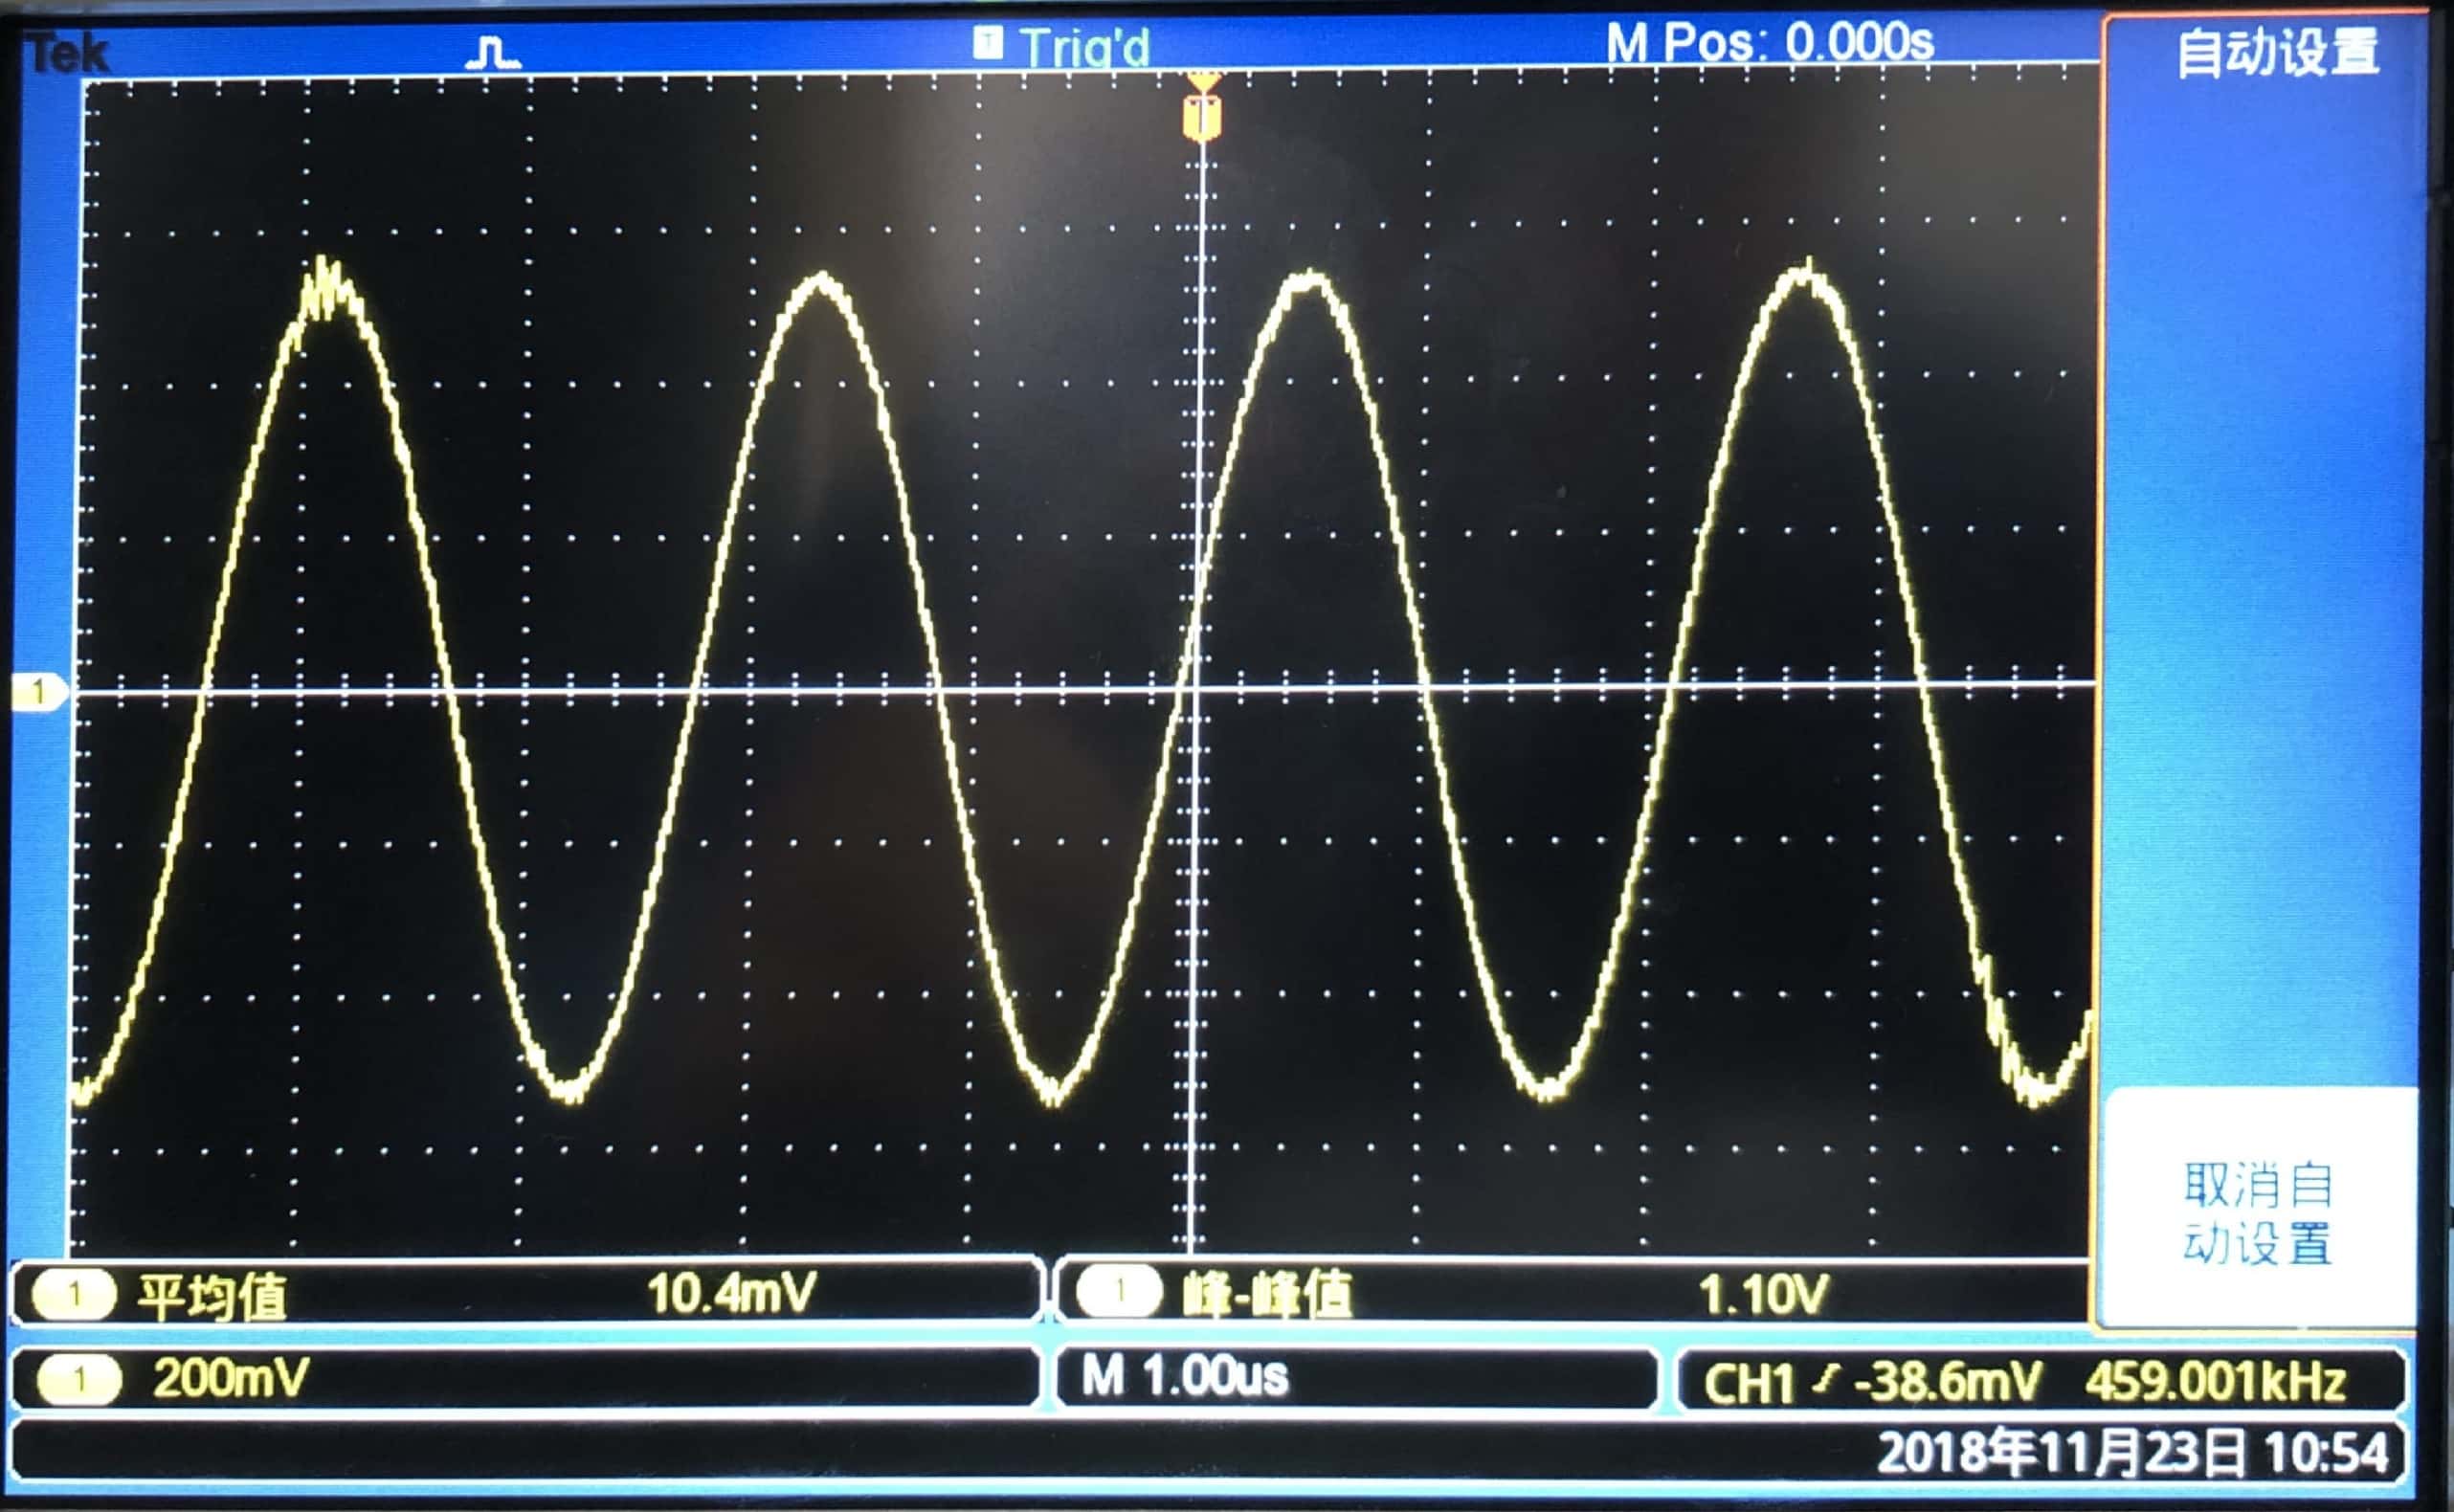 Tek
T Trig'd
M Pos: 0.000s
自动设置
T
1
取消自
动设置
1 平均值 10.4mV
1 峰-峰值 1.10V
1 200mV
M 1.00us
CH1 -38.6mV 459.001kHz
2018年11月23日 10:54